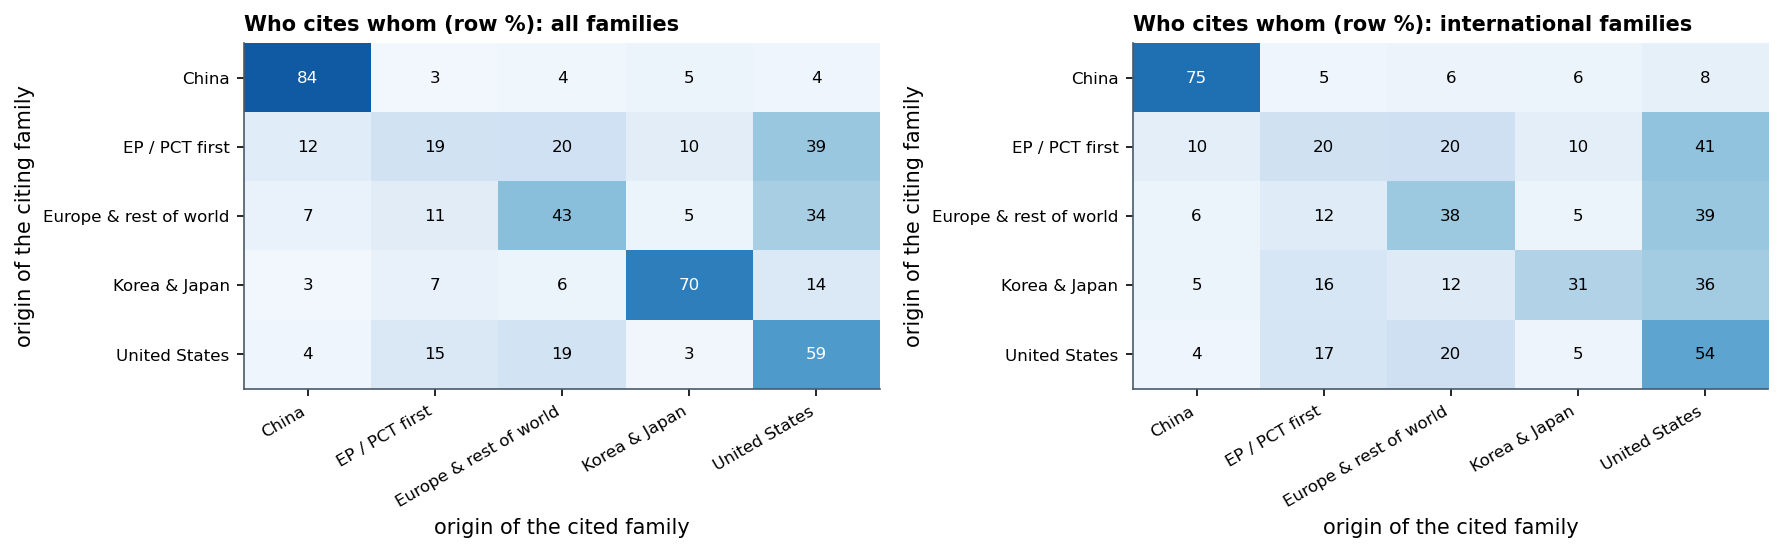 Who cites whom (row %): all families
origin of the citing family
China 84 3 4 5 4
EP / PCT first 12 19 20 10 39
Europe & rest of world 7 11 43 5 34
Korea & Japan 3 7 6 70 14
United States 4 15 19 3 59
China
EP / PCT first
Europe & rest of world
Korea & Japan
United States
origin of the cited family
Who cites whom (row %): international families
origin of the citing family
China 75 5 6 6 8
EP / PCT first 10 20 20 10 41
Europe & rest of world 6 12 38 5 39
Korea & Japan 5 16 12 31 36
United States 4 17 20 5 54
China
EP / PCT first
Europe & rest of world
Korea & Japan
United States
origin of the cited family